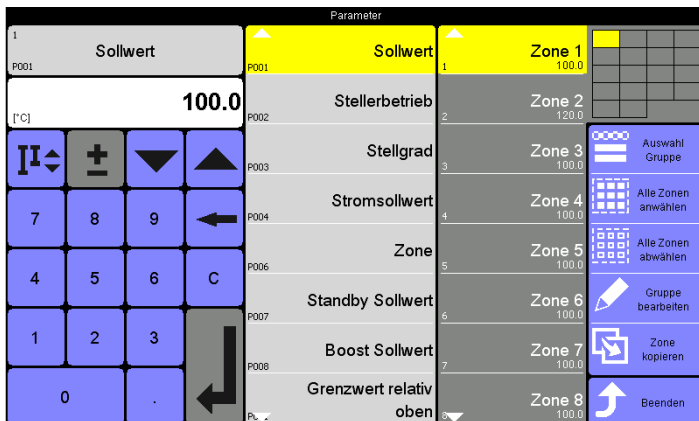 Parameter
1
Sollwert
P001
100.0
[°C]
7
8
9
4
5
6
C
1
2
3
0
.
Sollwert
P001
Stellerbetrieb
P002
Stellgrad
P003
Stromsollwert
P004
Zone
P006
Standby Sollwert
P007
Boost Sollwert
P008
Grenzwert relativ
oben
Zone 1
1
100.0
Zone 2
2
120.0
Zone 3
3
100.0
Zone 4
4
100.0
Zone 5
5
100.0
Zone 6
6
100.0
Zone 7
7
100.0
Zone 8
8
100.0
Auswahl
Gruppe
Alle Zonen
anwählen
Alle Zonen
abwählen
Gruppe
bearbeiten
Zone
kopieren
Beenden